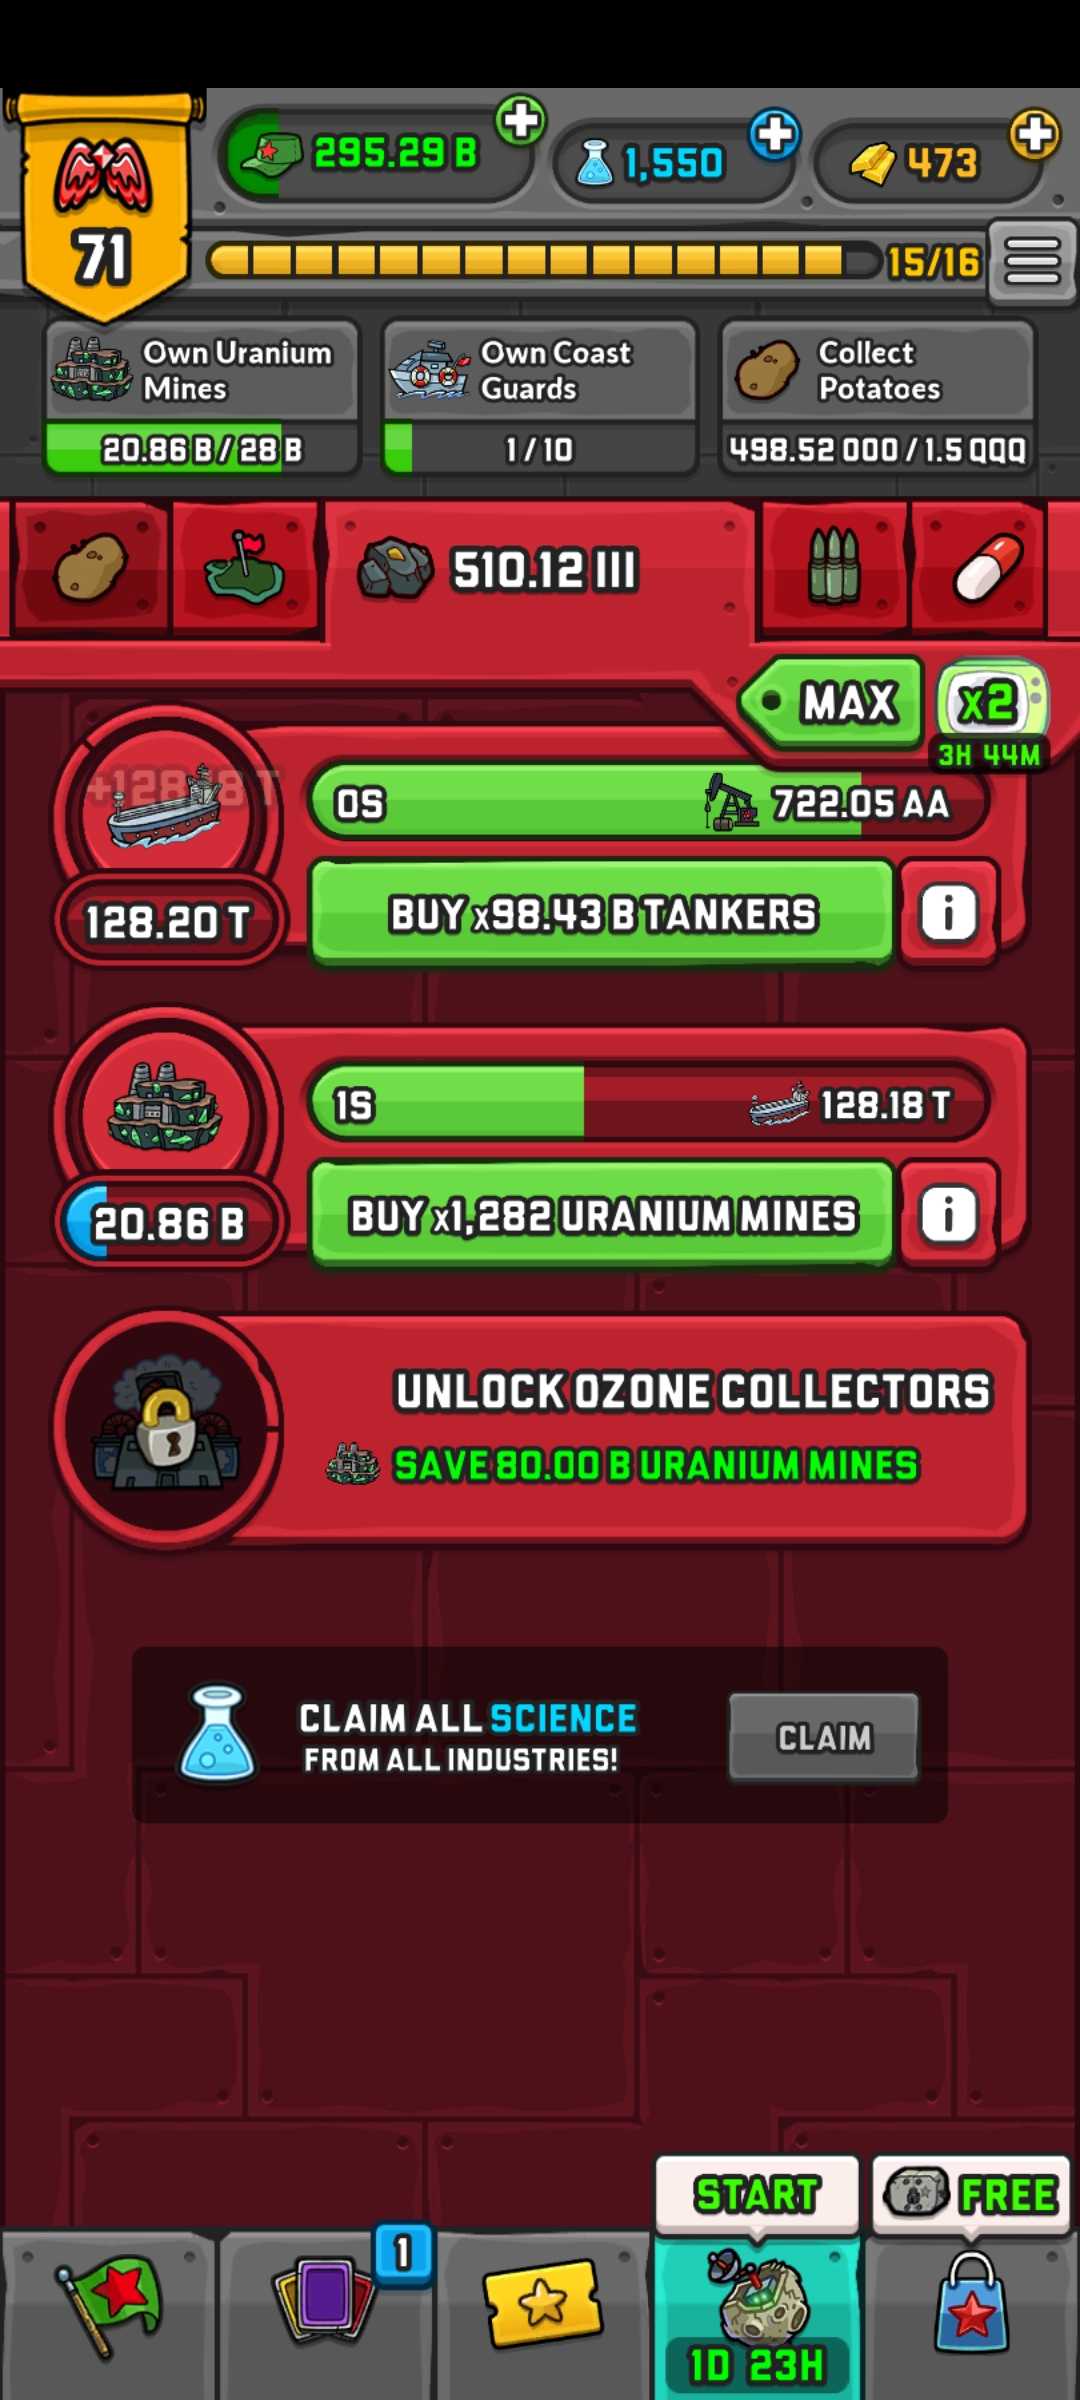 295.29 B
1,550
473
71
15/16
Own Uranium
Mines
20.86 B / 28 B
Own Coast
Guards
1 / 10
Collect
Potatoes
498.52 OOO / 1.5 QQQ
510.12 III
MAX
x2
3H 44M
+128.18 T
0S
722.05 AA
128.20 T
BUY x98.43 B TANKERS
i
1S
128.18 T
20.86 B
BUY x1,282 URANIUM MINES
i
UNLOCK OZONE COLLECTORS
SAVE 80.00 B URANIUM MINES
CLAIM ALL SCIENCE
FROM ALL INDUSTRIES!
CLAIM
START
FREE
1
1D 23H